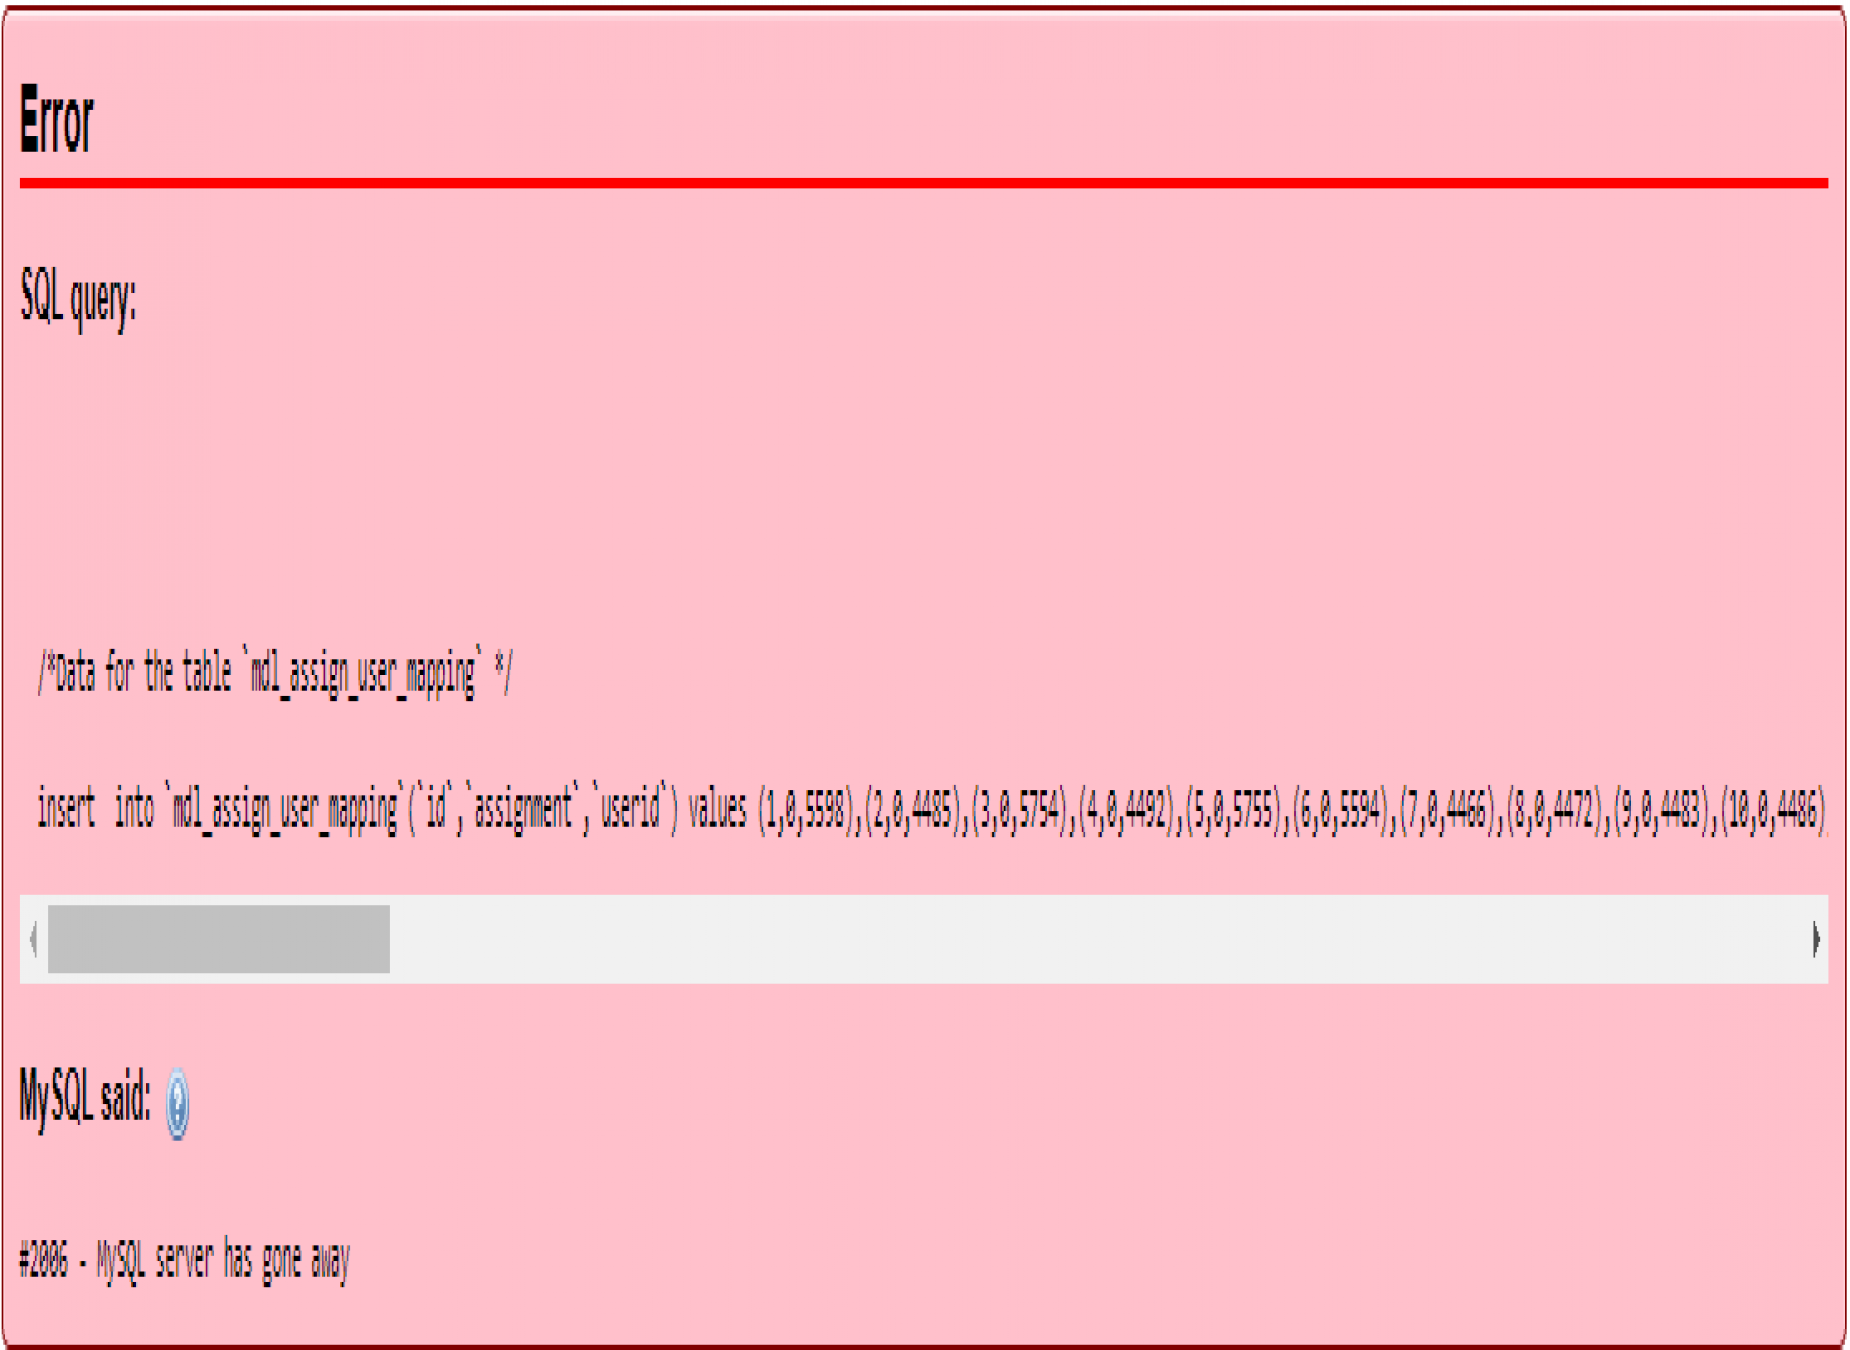 Error
SQL query:
/*Data for the table `mdl_assign_user_mapping` */
insert  into `mdl_assign_user_mapping`(`id`,`assignment`,`userid`) values (1,0,5598),(2,0,4485),(3,0,5754),(4,0,4492),(5,0,5755),(6,0,5594),(7,0,4466),(8,0,4472),(9,0,4483),(10,0,4486)
MySQL said:
#2006 - MySQL server has gone away